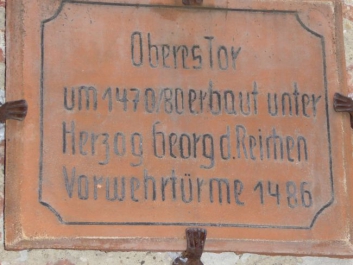 Oberes Tor
um 1470/80 erbaut unter
Herzog Georg d. Reichen
Vorwehrtürme 1486